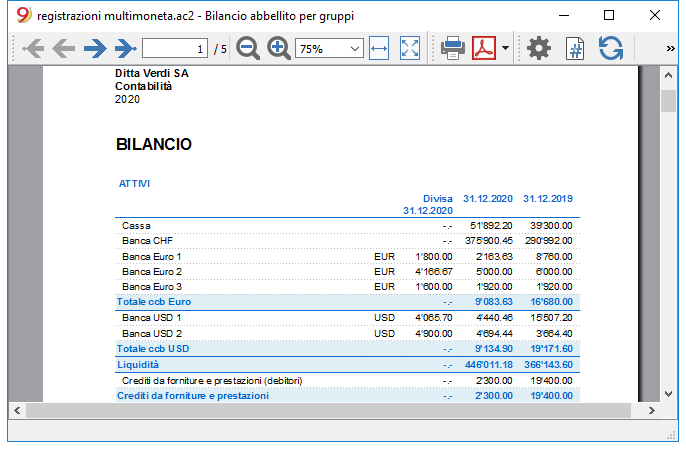 registrazioni multimoneta.ac2 - Bilancio abbellito per gruppi
1 / 5 75% »
Ditta Verdi SA
Contabilità
2020
BILANCIO
ATTIVI
Divisa 31.12.2020 31.12.2019
31.12.2020
Cassa -.- 51'892.20 39'300.00
Banca CHF -.- 375'900.45 290'992.00
Banca Euro 1 EUR 1'800.00 2'163.63 8'760.00
Banca Euro 2 EUR 4'166.67 5'000.00 6'000.00
Banca Euro 3 EUR 1'600.00 1'920.00 1'920.00
Totale ccb Euro -.- 9'083.63 16'680.00
Banca USD 1 USD 4'065.70 4'440.46 15'507.20
Banca USD 2 USD 4'900.00 4'694.44 3'664.40
Totale ccb USD -.- 9'134.90 19'171.60
Liquidità -.- 446'011.18 366'143.60
Crediti da forniture e prestazioni (debitori) -.- 2'300.00 19'400.00
Crediti da forniture e prestazioni -.- 2'300.00 19'400.00